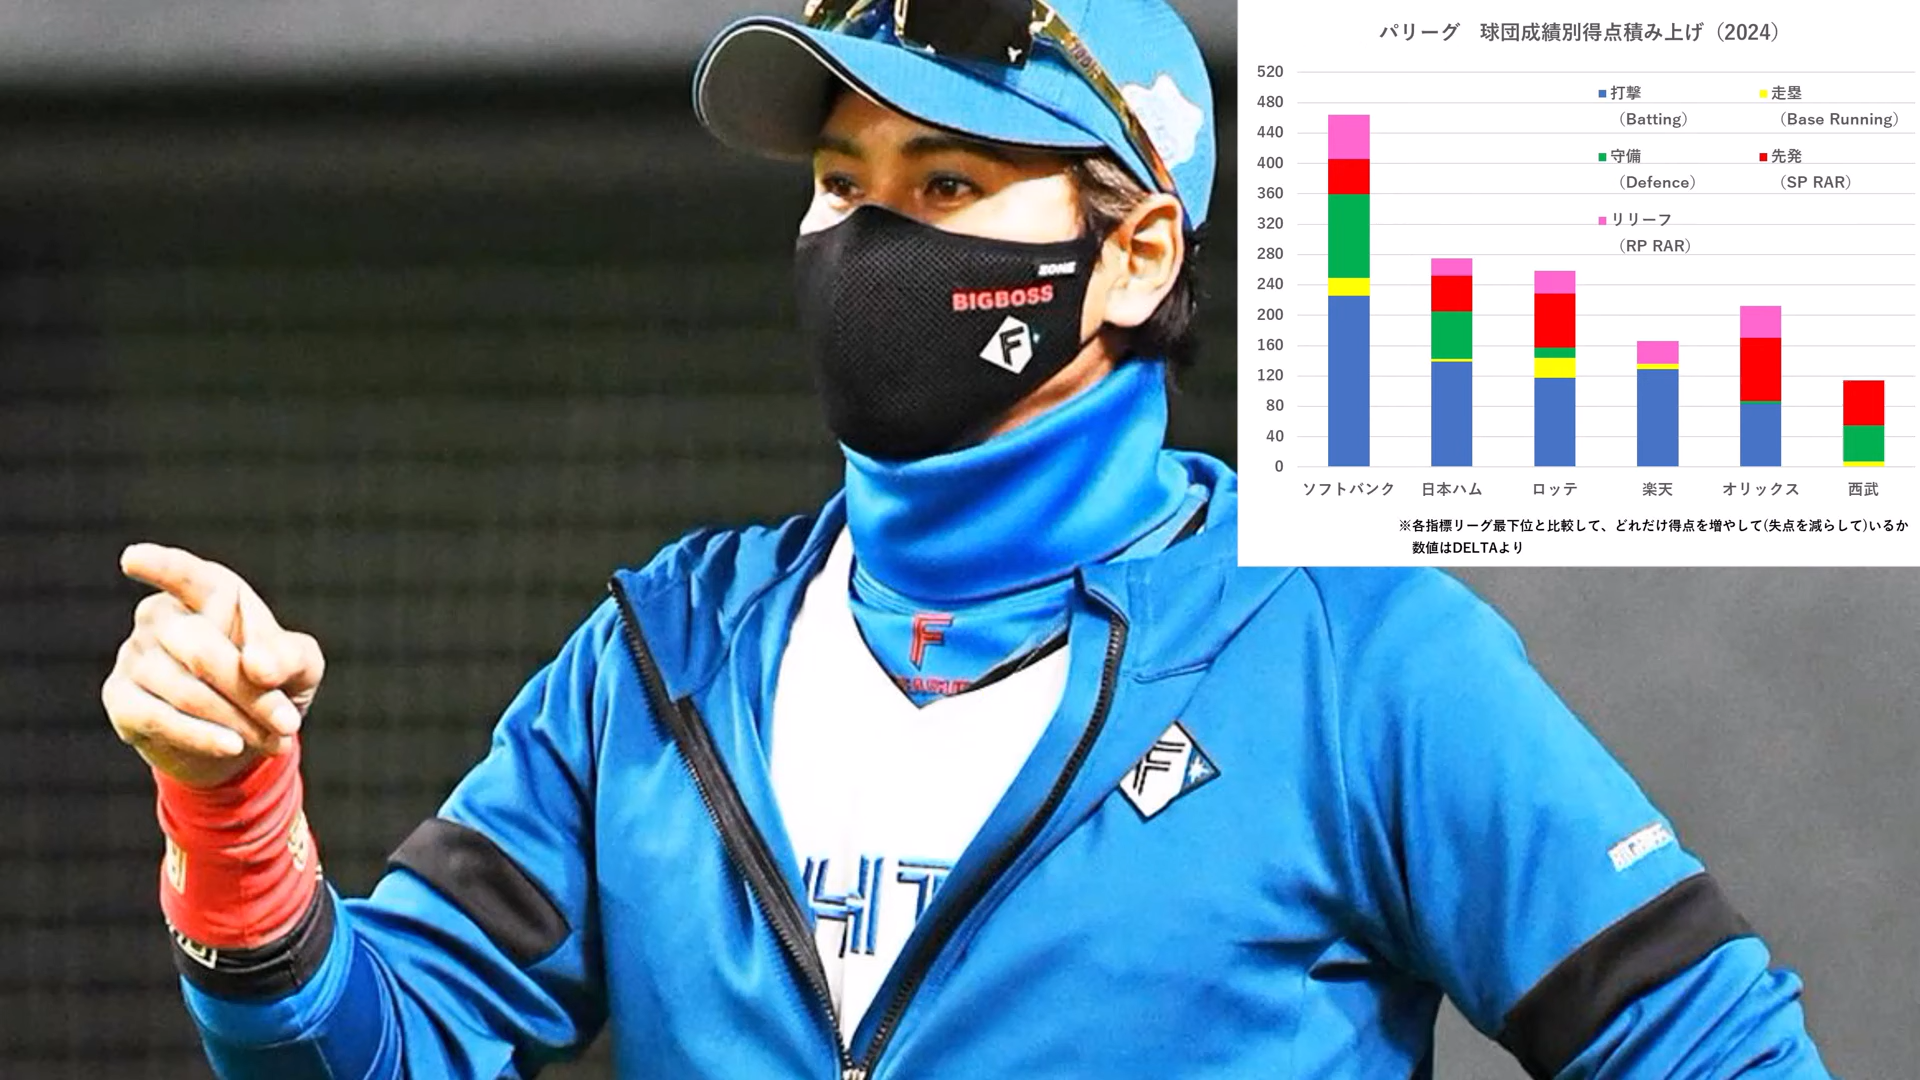 パリーグ　球団成績別得点積み上げ（2024）
520
480
440
400
360
320
280
240
200
160
120
80
40
0
打撃
（Batting）
走塁
（Base Running）
守備
（Defence）
先発
（SP RAR）
リリーフ
（RP RAR）
ソフトバンク 日本ハム ロッテ 楽天 オリックス 西武
※各指標リーグ最下位と比較して、どれだけ得点を増やして(失点を減らして)いるか
数値はDELTAより
ZONE
BIGBOSS
F
F
F
HT